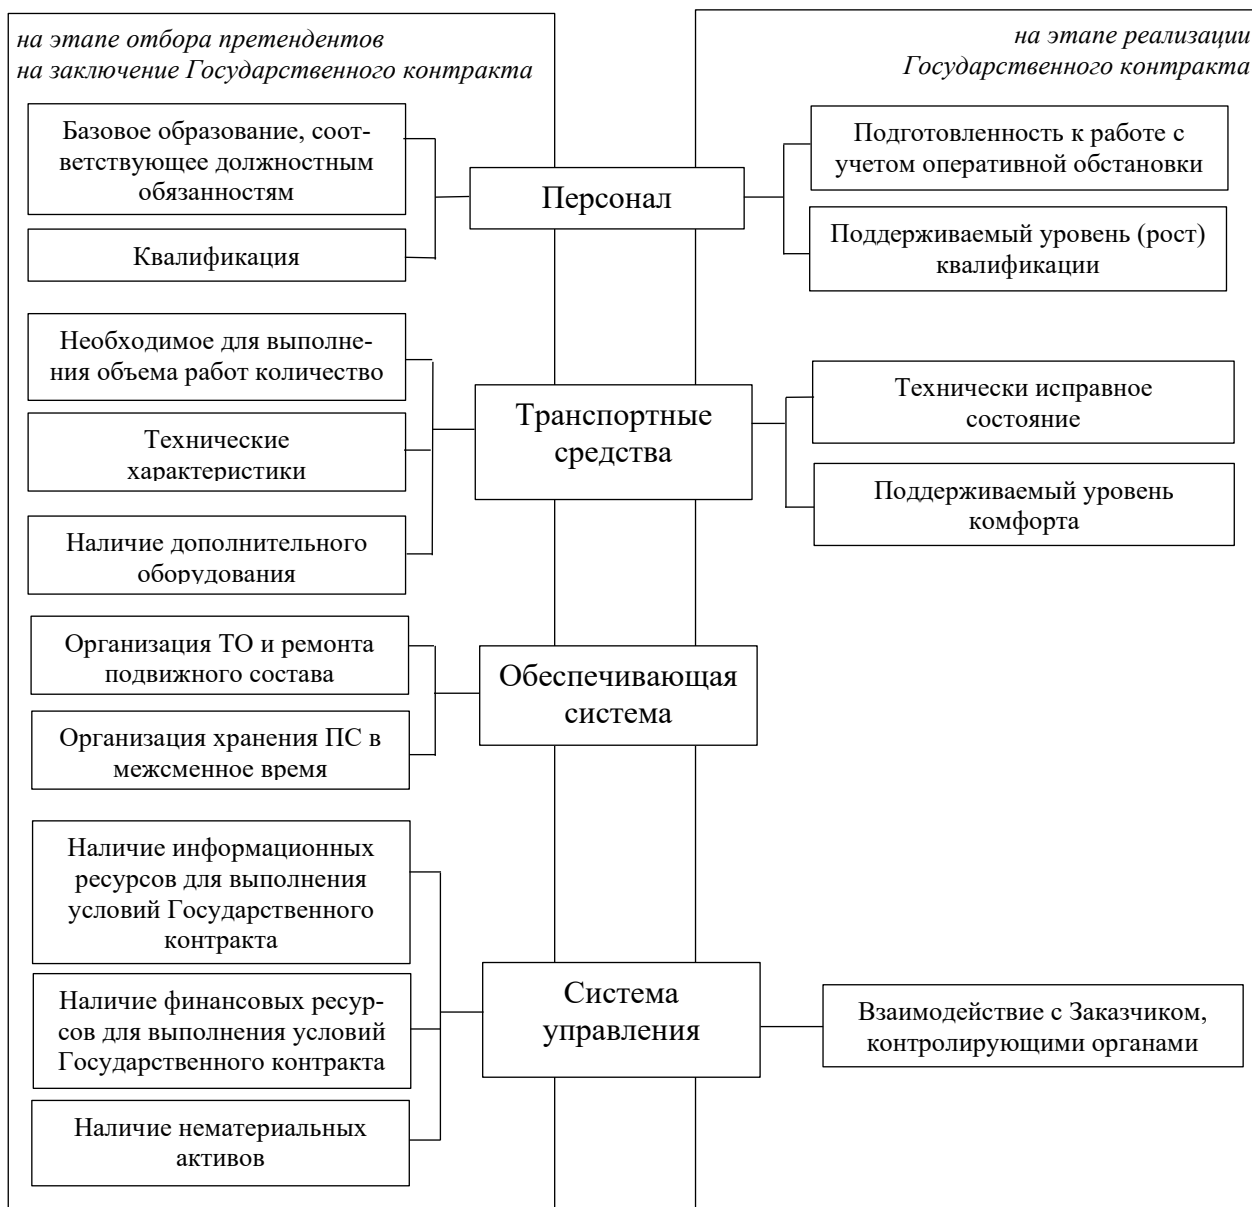 на этапе отбора претендентов
на заключение Государственного контракта
на этапе реализации
Государственного контракта
Базовое образование, соот-
ветствующее должностным
обязанностям
Квалификация
Персонал
Подготовленность к работе с
учетом оперативной обстановки
Поддерживаемый уровень (рост)
квалификации
Необходимое для выполне-
ния объема работ количество
Технические
характеристики
Наличие дополнительного
оборудования
Транспортные
средства
Технически исправное
состояние
Поддерживаемый уровень
комфорта
Организация ТО и ремонта
подвижного состава
Организация хранения ПС в
межсменное время
Обеспечивающая
система
Наличие информационных
ресурсов для выполнения
условий Государственного
контракта
Наличие финансовых ресур-
сов для выполнения условий
Государственного контракта
Наличие нематериальных
активов
Система
управления
Взаимодействие с Заказчиком,
контролирующими органами